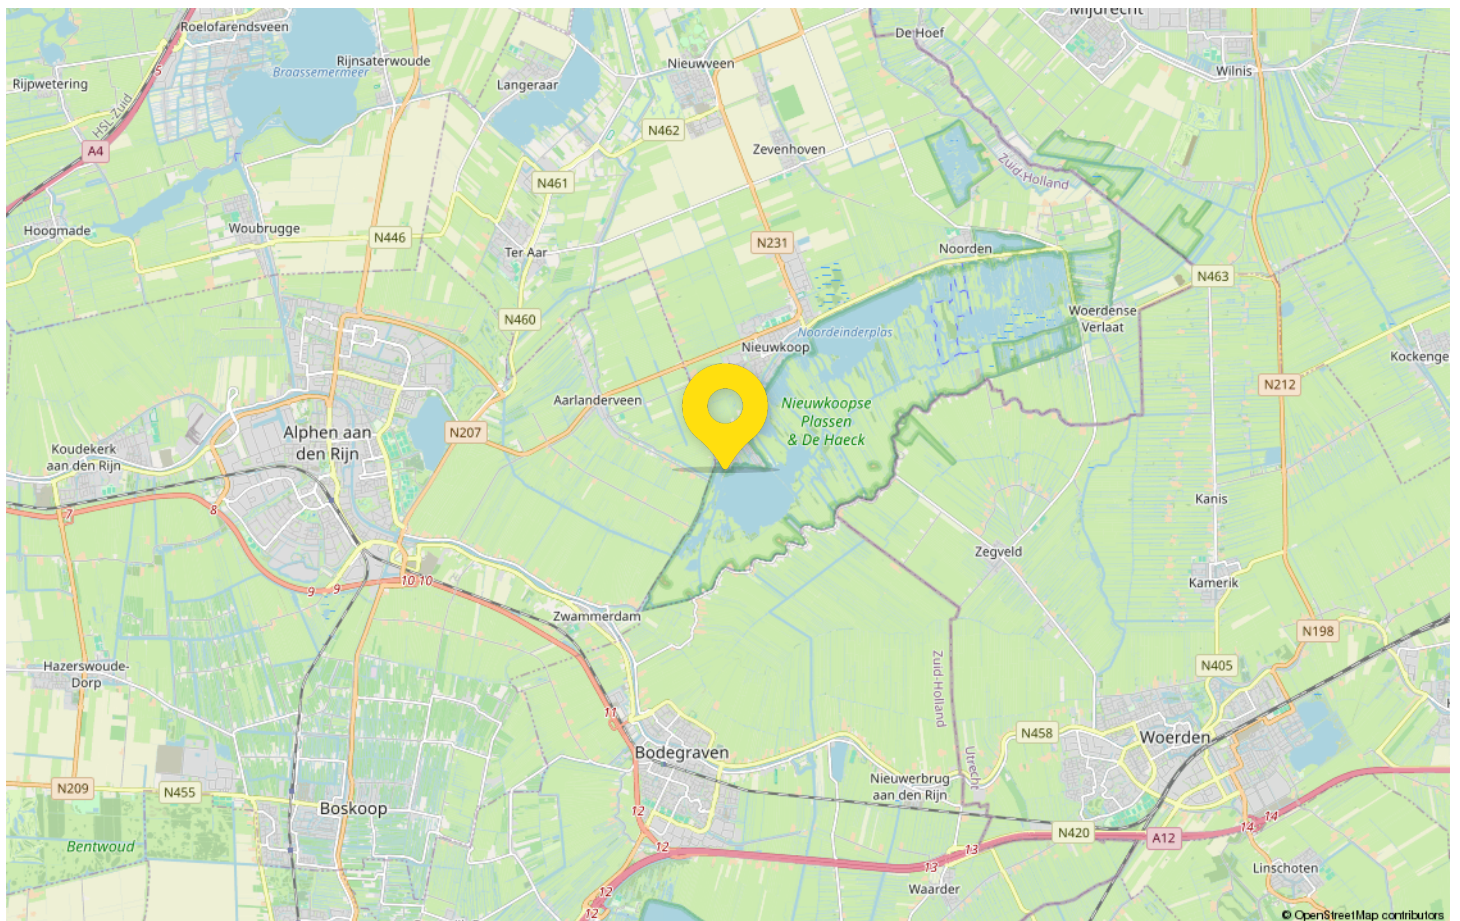 Mijdrecht
Roelofarendsveen
De Hoef
Rijnsaterwoude
Nieuwveen
Braassemermeer
Wilnis
5
Rijpwetering
Langeraar
HSL-Zuid
N462
A4
Zevenhoven
Zuid-Holland
N461
Hoogmade
Woubrugge
N446
N231
Noorden
Ter Aar
N463
N460
Woerdense
Verlaat
Noordeinderplas
Nieuwkoop
Kockenge
N212
Aarlanderveen
Nieuwkoopse
Plassen
& De Haeck
Alphen aan
den Rijn
N207
Koudekerk
aan den Rijn
Kanis
7
8
Zegveld
10
10
Kamerik
9
9
Zwammerdam
N198
Hazerswoude-
Dorp
N405
Zuid-Holland
Utrecht
11
N458
Woerden
Bodegraven
Nieuwerbrug
aan den Rijn
N209
N455
Boskoop
12
14
14
N420
A12
Bentwoud
12
13
13
Linschoten
Waarder
12
12
© OpenStreetMap contributors